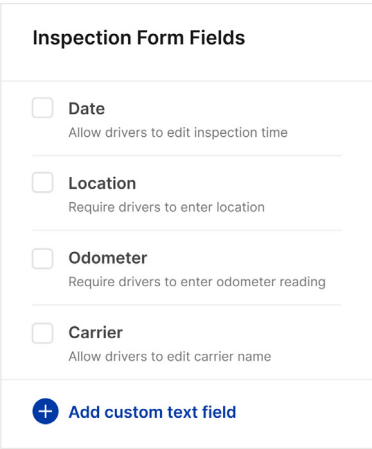 Inspection Form Fields
Date
Allow drivers to edit inspection time
Location
Require drivers to enter location
Odometer
Require drivers to enter odometer reading
Carrier
Allow drivers to edit carrier name
Add custom text field